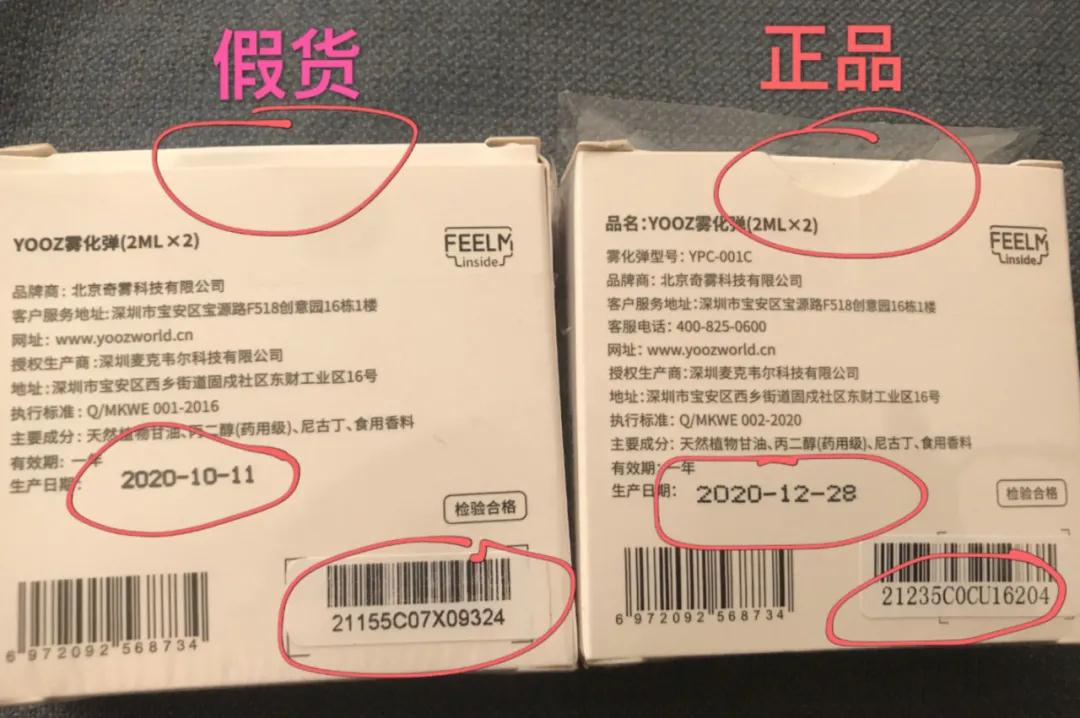 假货
正品
YOOZ雾化弹(2ML×2)
FEELM
inside
品牌商：北京奇雾科技有限公司
客户服务地址：深圳市宝安区宝源路F518创意园16栋1楼
网址：www.yoozworld.cn
授权生产商：深圳麦克韦尔科技有限公司
地址：深圳市宝安区西乡街道固戍社区东财工业区16号
执行标准：Q/MKWE 001-2016
主要成分：天然植物甘油、丙二醇(药用级)、尼古丁、食用香料
有效期：一年
生产日期：2020-10-11
检验合格
6 972092 568734
21155C07X09324
品名：YOOZ雾化弹(2ML×2)
FEELM
inside
雾化弹型号：YPC-001C
品牌商：北京奇雾科技有限公司
客户服务地址：深圳市宝安区宝源路F518创意园16栋1楼
客服电话：400-825-0600
网址：www.yoozworld.cn
授权生产商：深圳麦克韦尔科技有限公司
地址：深圳市宝安区西乡街道固戍社区东财工业区16号
执行标准：Q/MKWE 002-2020
主要成分：天然植物甘油、丙二醇(药用级)、尼古丁、食用香料
有效期：一年
生产日期：2020-12-28
检验合格
6 972092 568734
21235C0CU16204